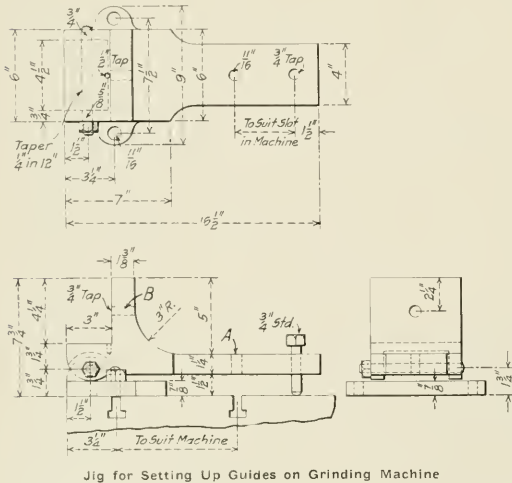 3/4"
6"
4 1/2"
3/4"
Tap
7 1/2"
9"
6"
11/16"
3/4" Tap
4"
To Suit Slot
in Machine
1 1/2"
Taper
1/4" in 12"
1 1/2"
3 1/4"
11/16"
7"
16 1/2"
1 3/8"
3/4" Tap
B
3" R.
3"
7 3/4"
4 1/4"
1 3/4"
1 3/4"
5"
3/4" Std.
A
1 1/4"
1 1/2"
7/8"
1 1/2"
3 1/4"
To Suit Machine
2 1/4"
7/8"
1 3/4"
Jig for Setting Up Guides on Grinding Machine